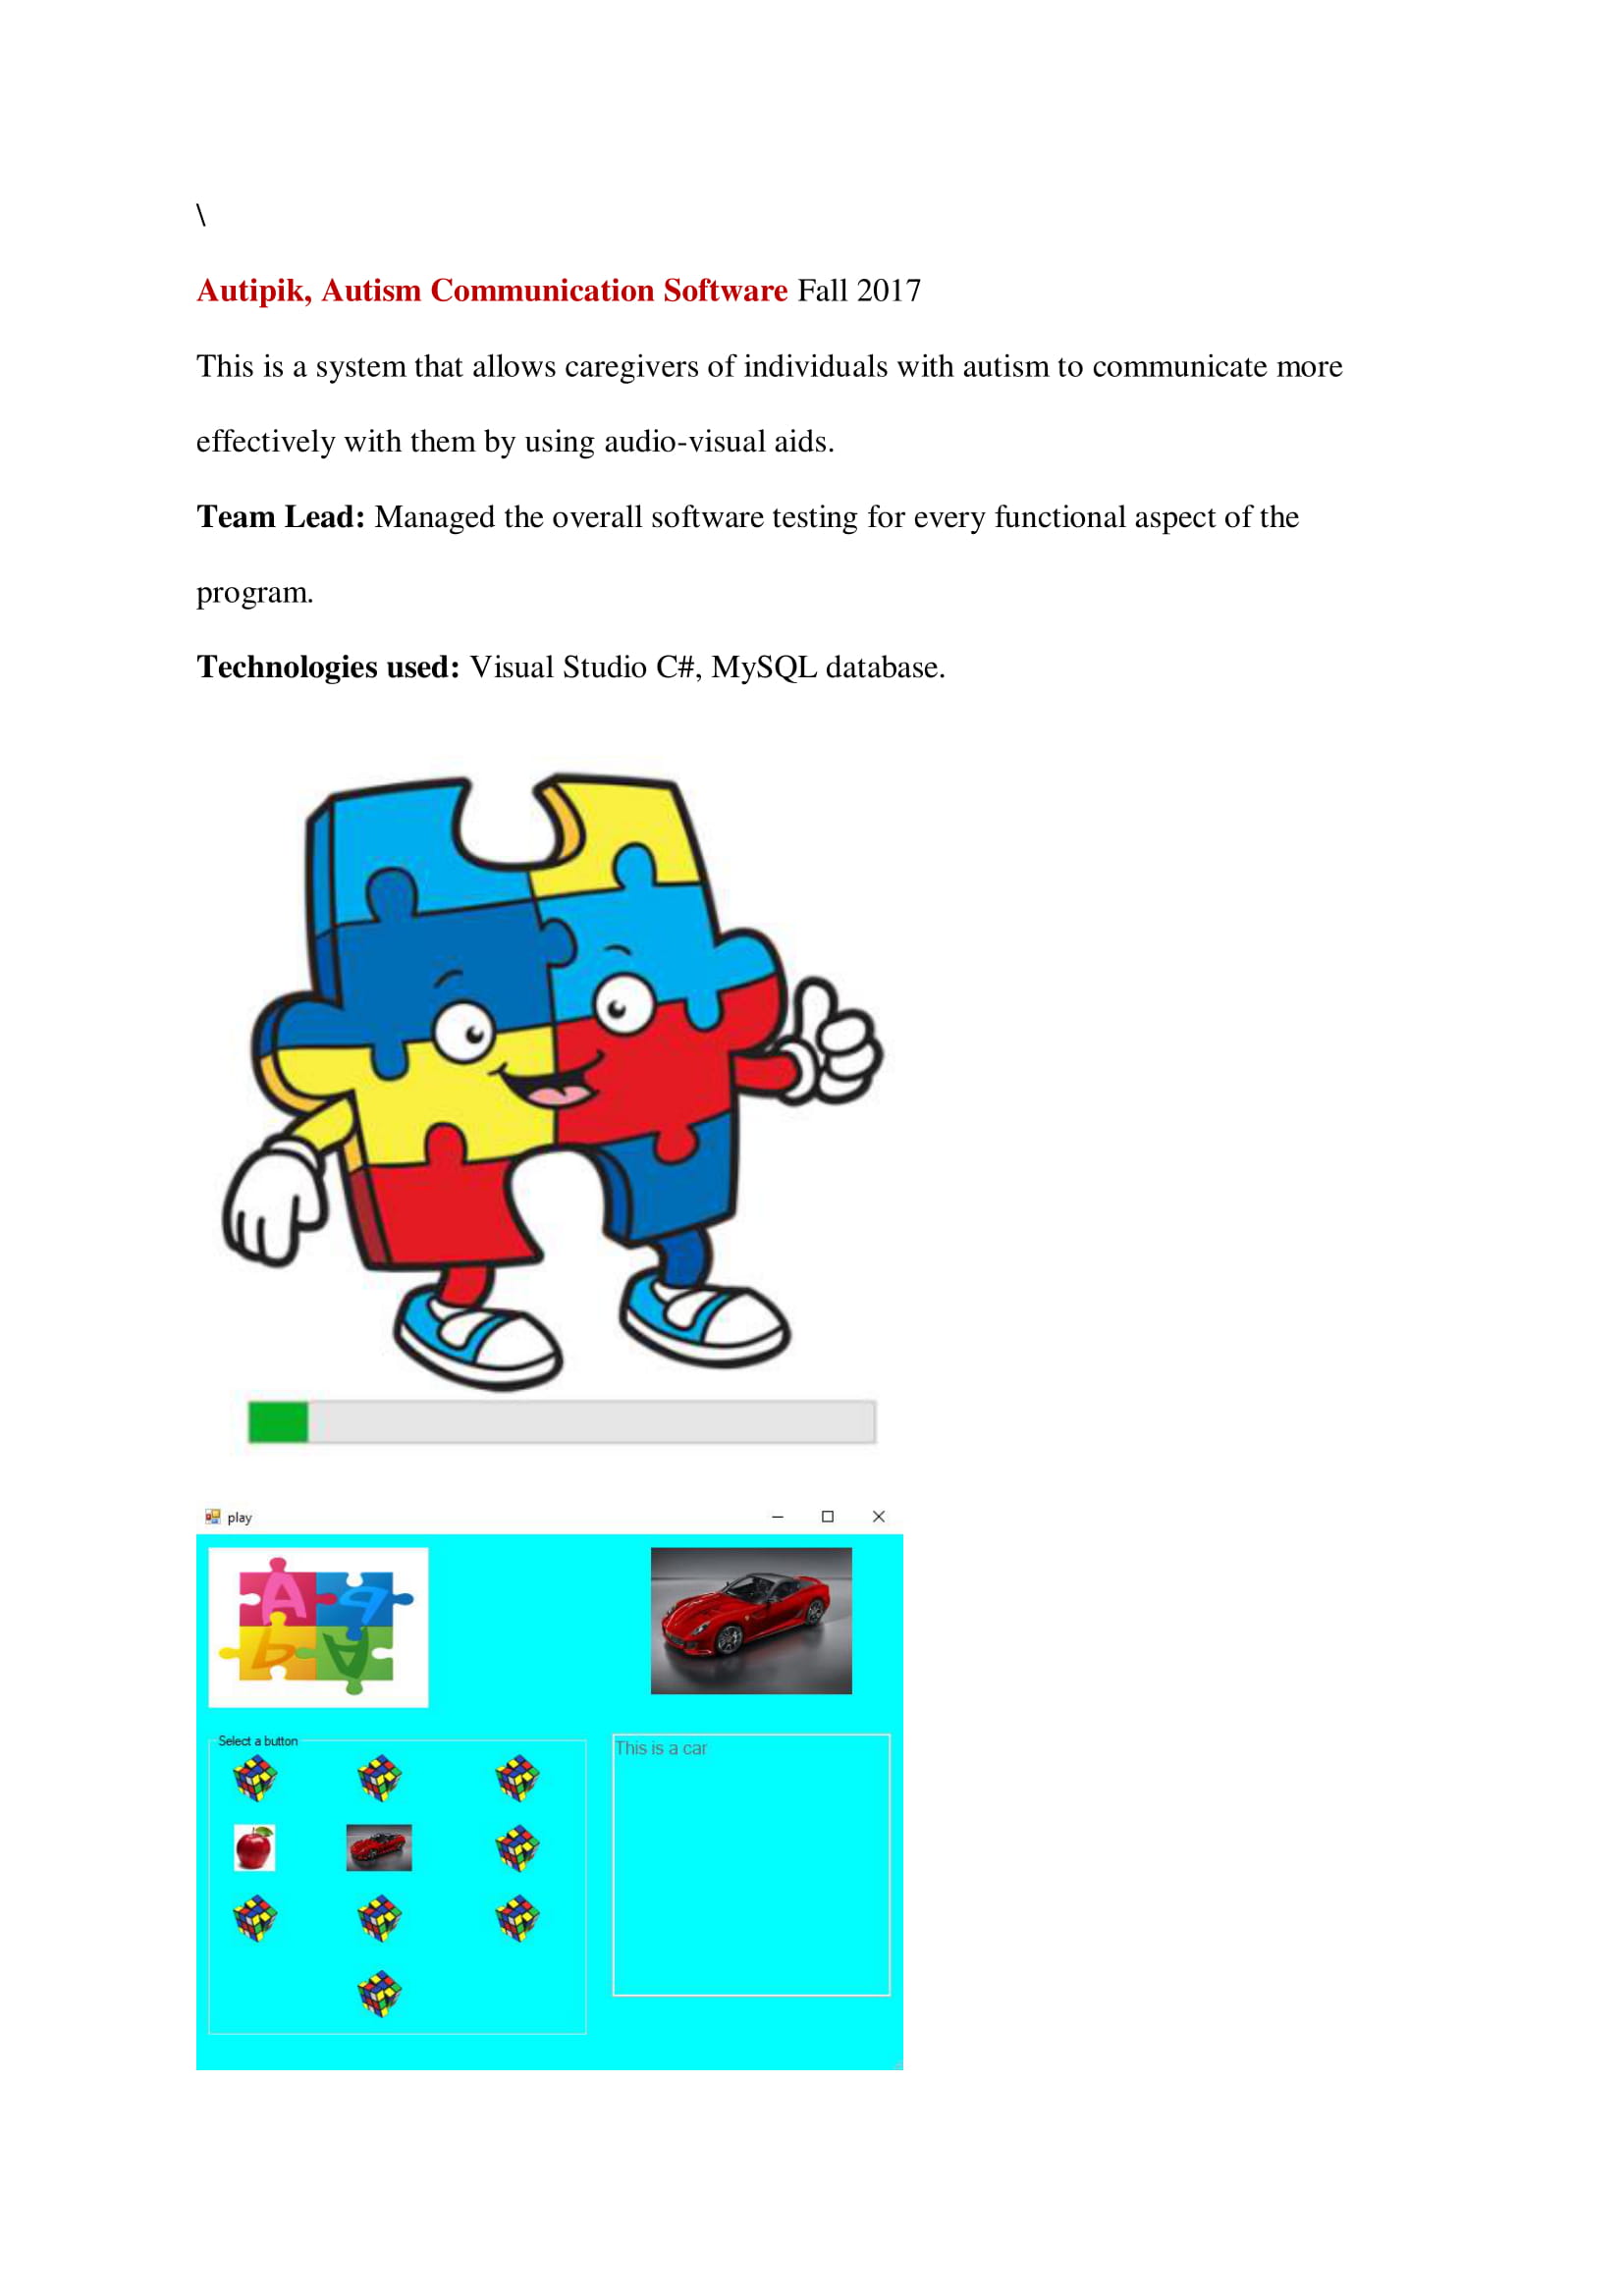 \
Autipik, Autism Communication Software Fall 2017
This is a system that allows caregivers of individuals with autism to communicate more
effectively with them by using audio-visual aids.
Team Lead: Managed the overall software testing for every functional aspect of the
program.
Technologies used: Visual Studio C#, MySQL database.
play
A
Select a button
This is a car